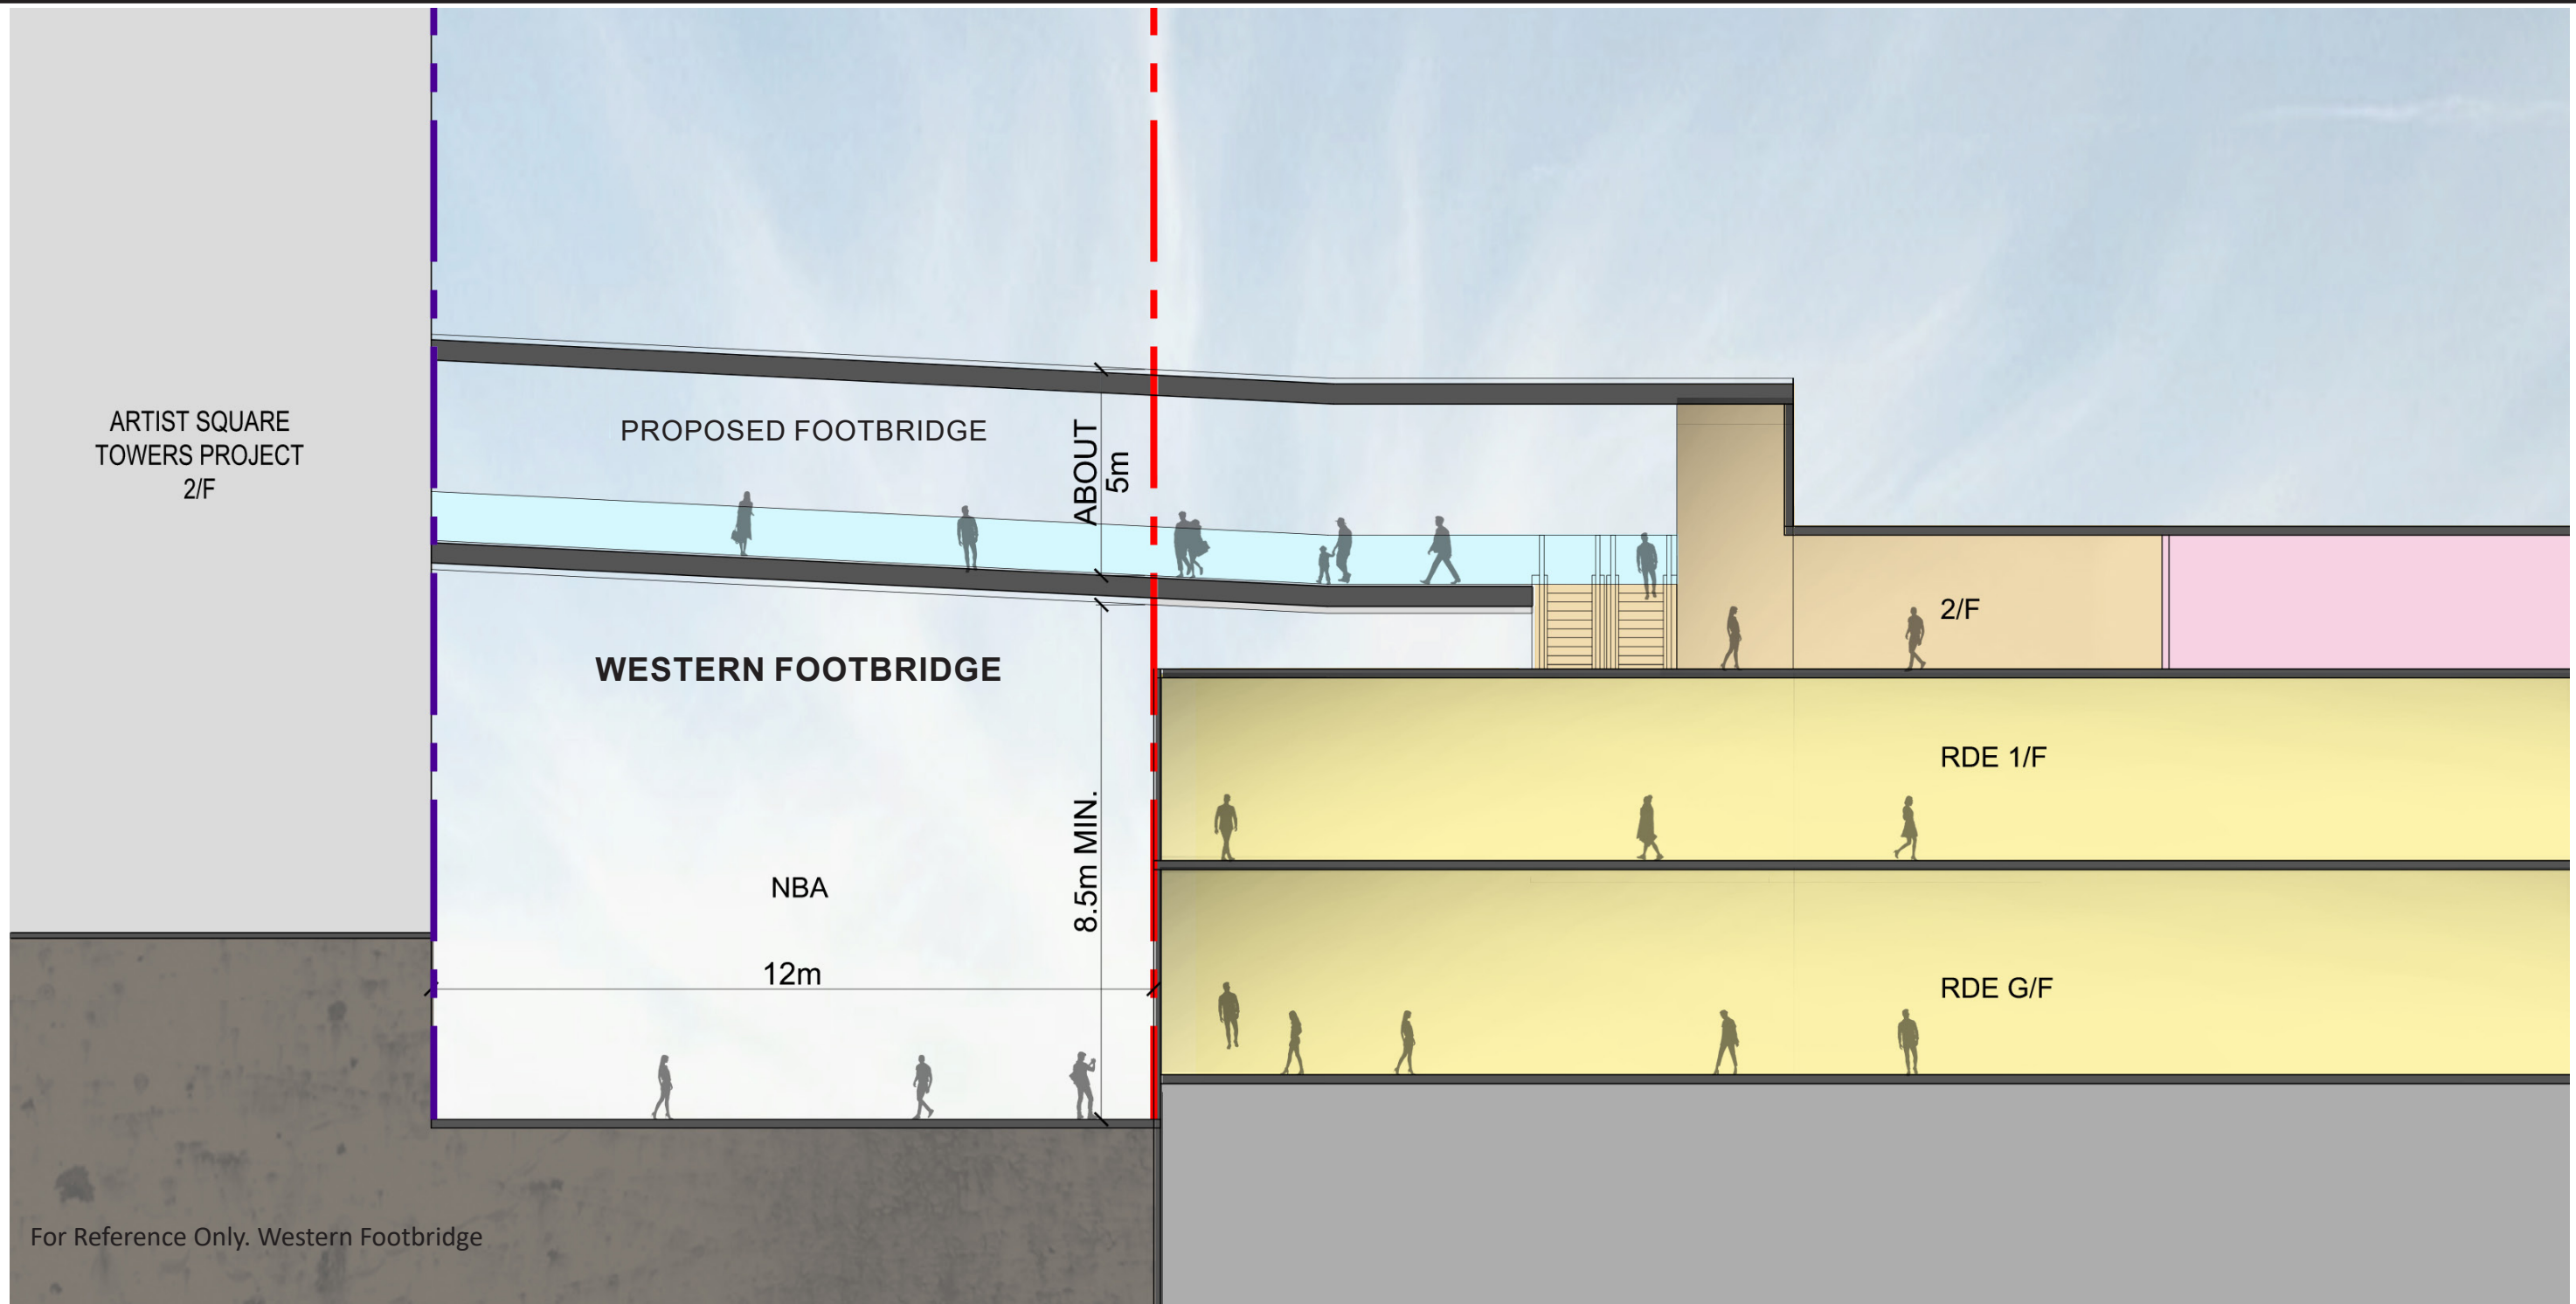 ARTIST SQUARE
TOWERS PROJECT
2/F
PROPOSED FOOTBRIDGE
ABOUT
5m
WESTERN FOOTBRIDGE
2/F
RDE 1/F
NBA
8.5m MIN.
12m
RDE G/F
For Reference Only. Western Footbridge